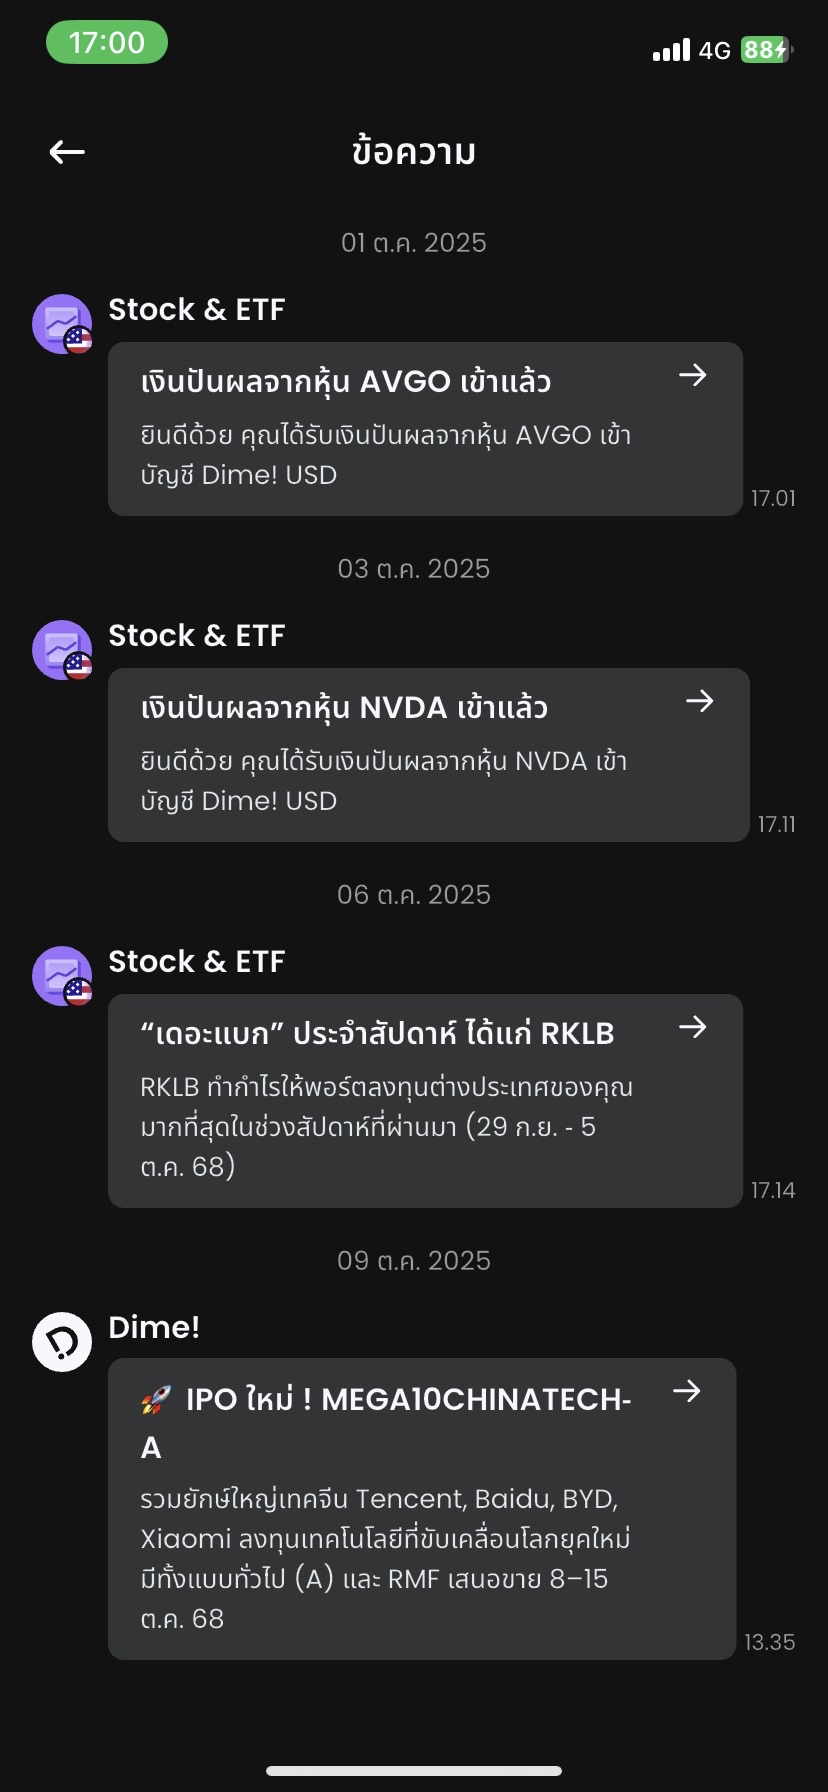 17:00
4G 88
ข้อความ
01 ต.ค. 2025
Stock & ETF
เงินปันผลจากหุ้น AVGO เข้าแล้ว
ยินดีด้วย คุณได้รับเงินปันผลจากหุ้น AVGO เข้า
บัญชี Dime! USD
17.01
03 ต.ค. 2025
Stock & ETF
เงินปันผลจากหุ้น NVDA เข้าแล้ว
ยินดีด้วย คุณได้รับเงินปันผลจากหุ้น NVDA เข้า
บัญชี Dime! USD
17.11
06 ต.ค. 2025
Stock & ETF
“เดอะแบก” ประจำสัปดาห์ ได้แก่ RKLB
RKLB ทำกำไรให้พอร์ตลงทุนต่างประเทศของคุณ
มากที่สุดในช่วงสัปดาห์ที่ผ่านมา (29 ก.ย. - 5
ต.ค. 68)
17.14
09 ต.ค. 2025
Dime!
🚀 IPO ใหม่ ! MEGA10CHINATECH-
A
รวมยักษ์ใหญ่เทคจีน Tencent, Baidu, BYD,
Xiaomi ลงทุนเทคโนโลยีที่ขับเคลื่อนโลกยุคใหม่
มีทั้งแบบทั่วไป (A) และ RMF เสนอขาย 8–15
ต.ค. 68
13.35